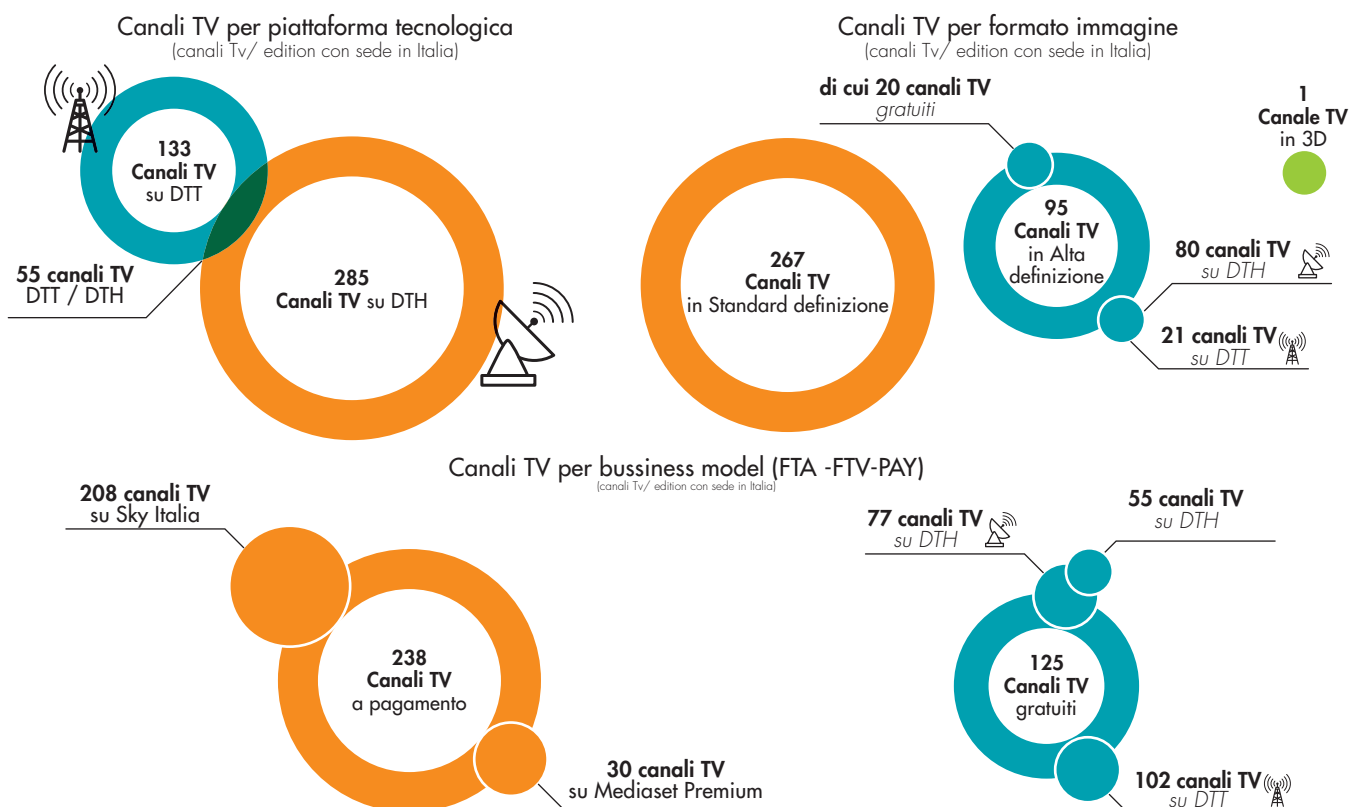 Canali TV per piattaforma tecnologica
(canali Tv/ edition con sede in Italia)
133
Canali TV
su DTT
55 canali TV
DTT / DTH
285
Canali TV su DTH
Canali TV per formato immagine
(canali Tv/ edition con sede in Italia)
di cui 20 canali TV
gratuiti
1
Canale TV
in 3D
267
Canali TV
in Standard definizione
95
Canali TV
in Alta
definizione
80 canali TV
su DTH
21 canali TV
su DTT
Canali TV per bussiness model (FTA -FTV-PAY)
(canali Tv/ edition con sede in Italia)
208 canali TV
su Sky Italia
238
Canali TV
a pagamento
30 canali TV
su Mediaset Premium
77 canali TV
su DTH
55 canali TV
su DTH
125
Canali TV
gratuiti
102 canali TV
su DTT